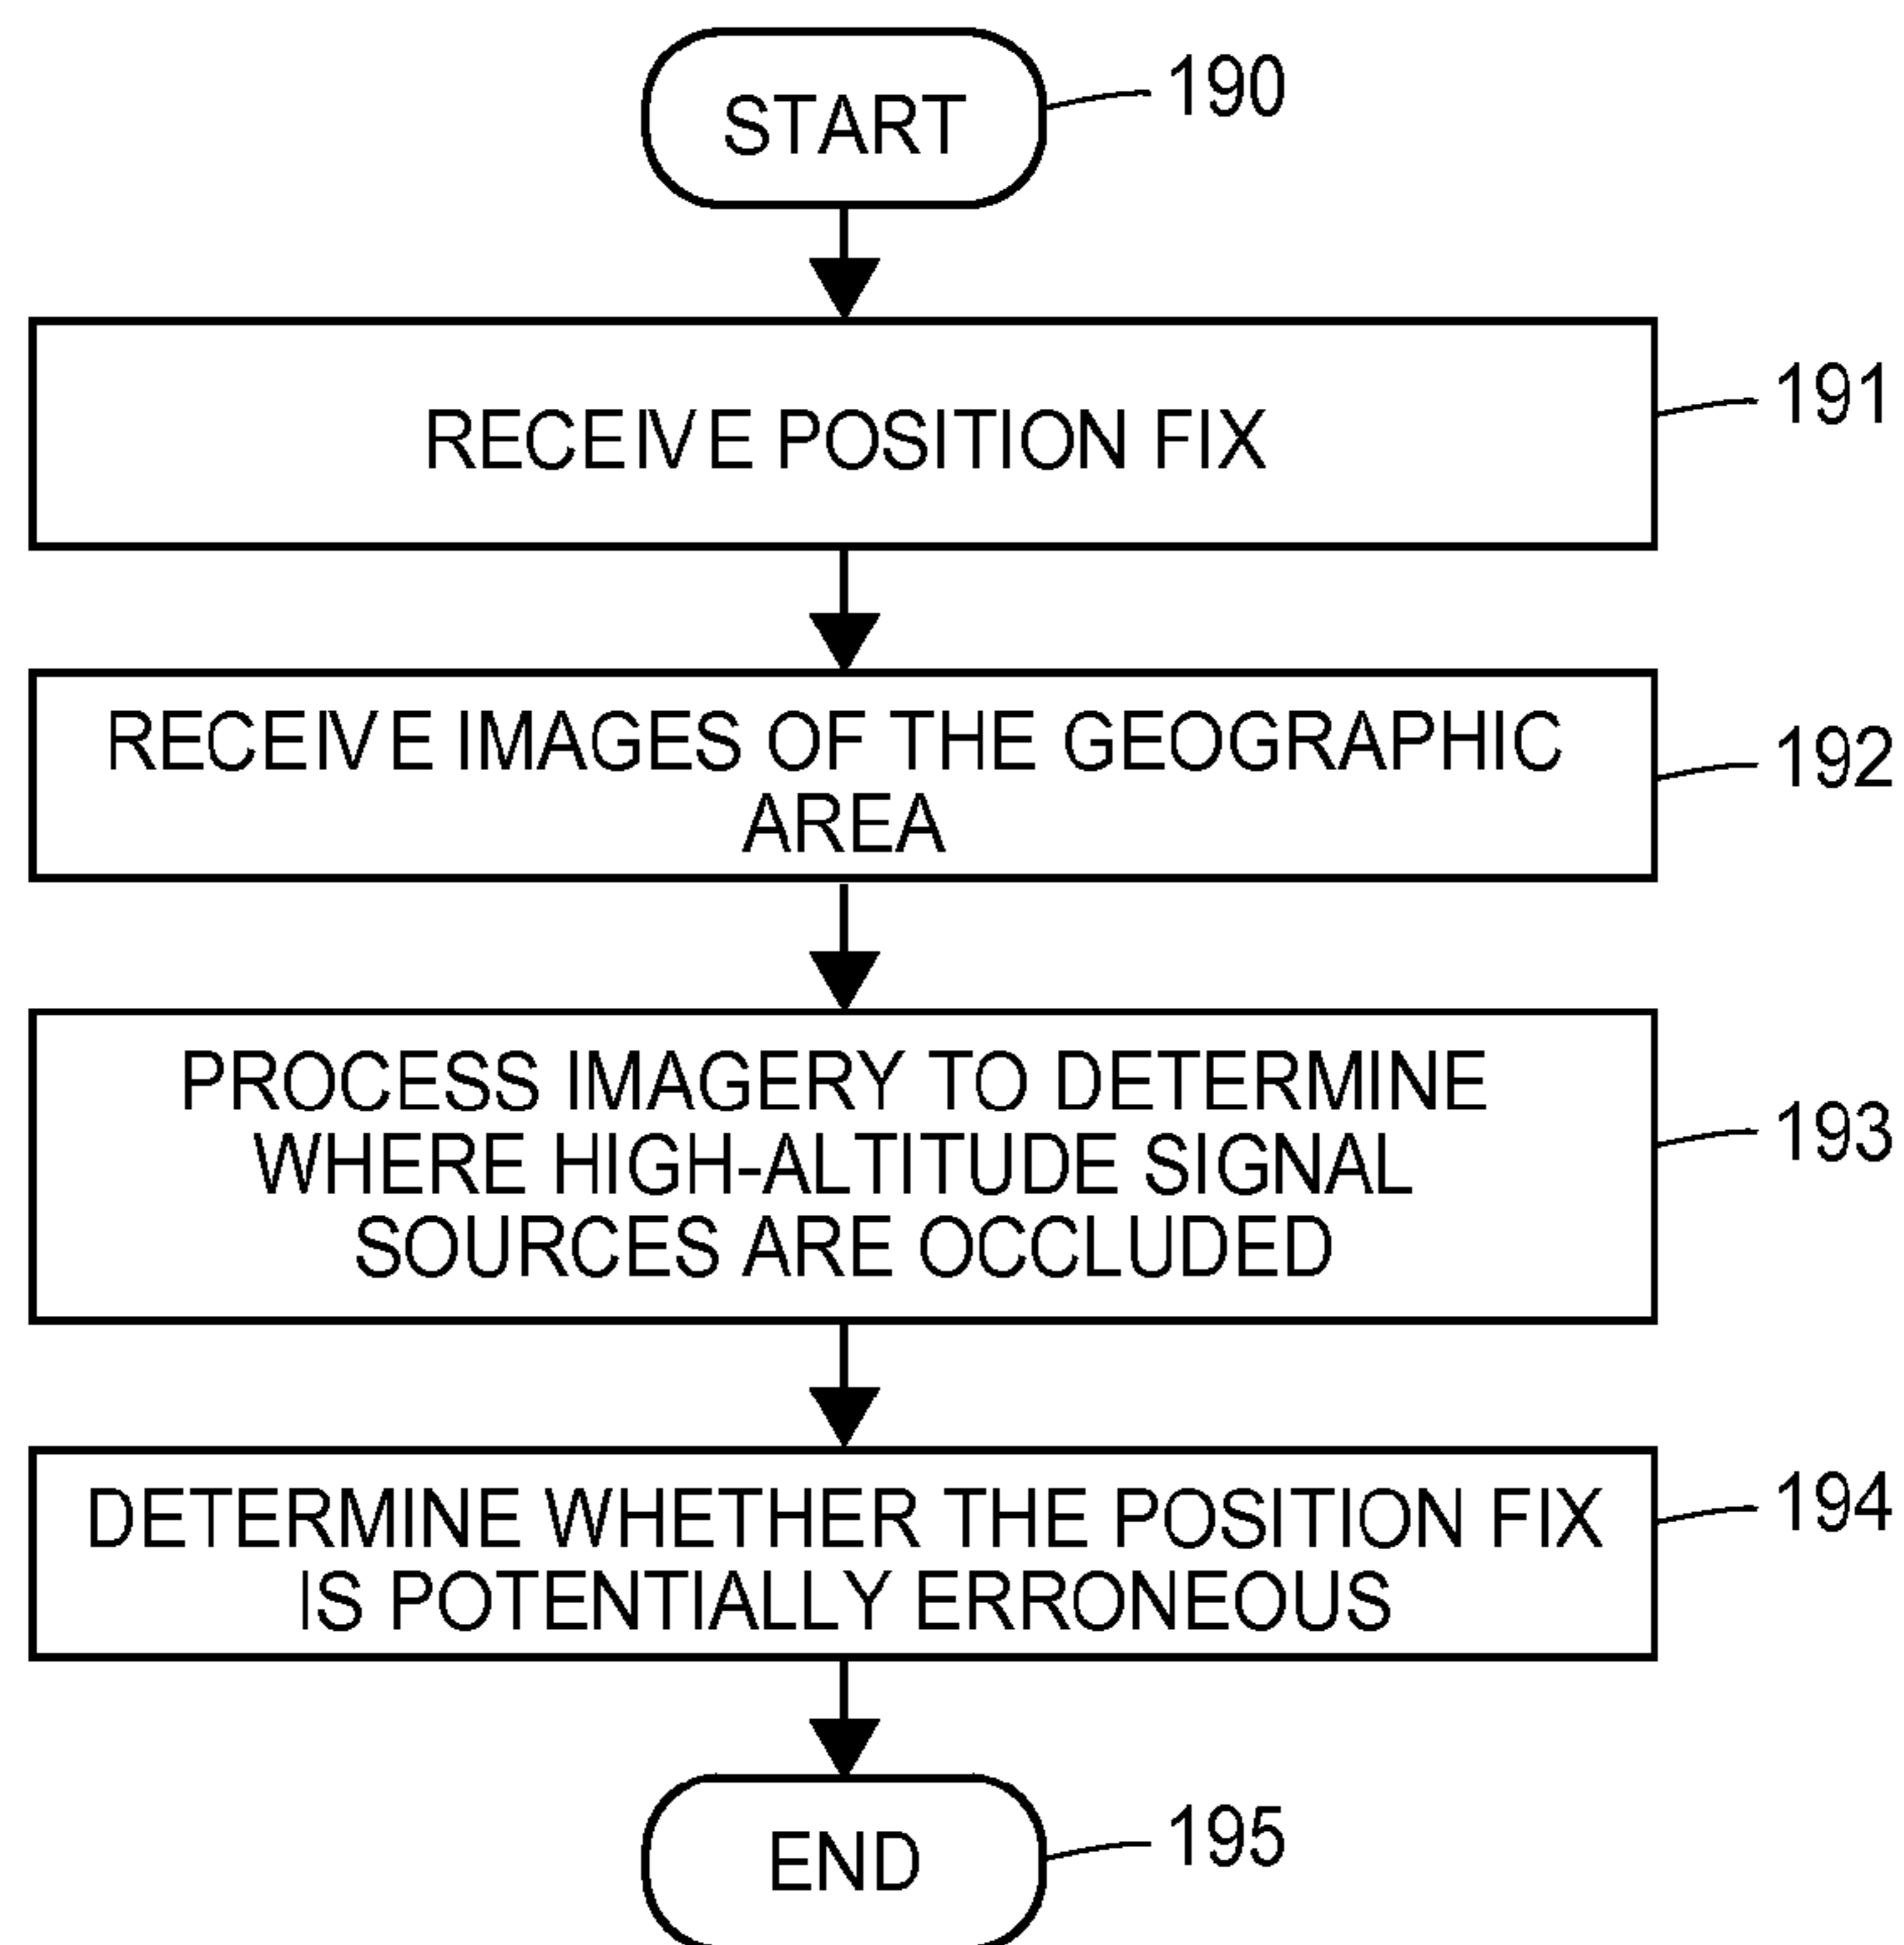 START
190
RECEIVE POSITION FIX
191
RECEIVE IMAGES OF THE GEOGRAPHIC
AREA
192
PROCESS IMAGERY TO DETERMINE
WHERE HIGH-ALTITUDE SIGNAL
SOURCES ARE OCCLUDED
193
DETERMINE WHETHER THE POSITION FIX
IS POTENTIALLY ERRONEOUS
194
END
195